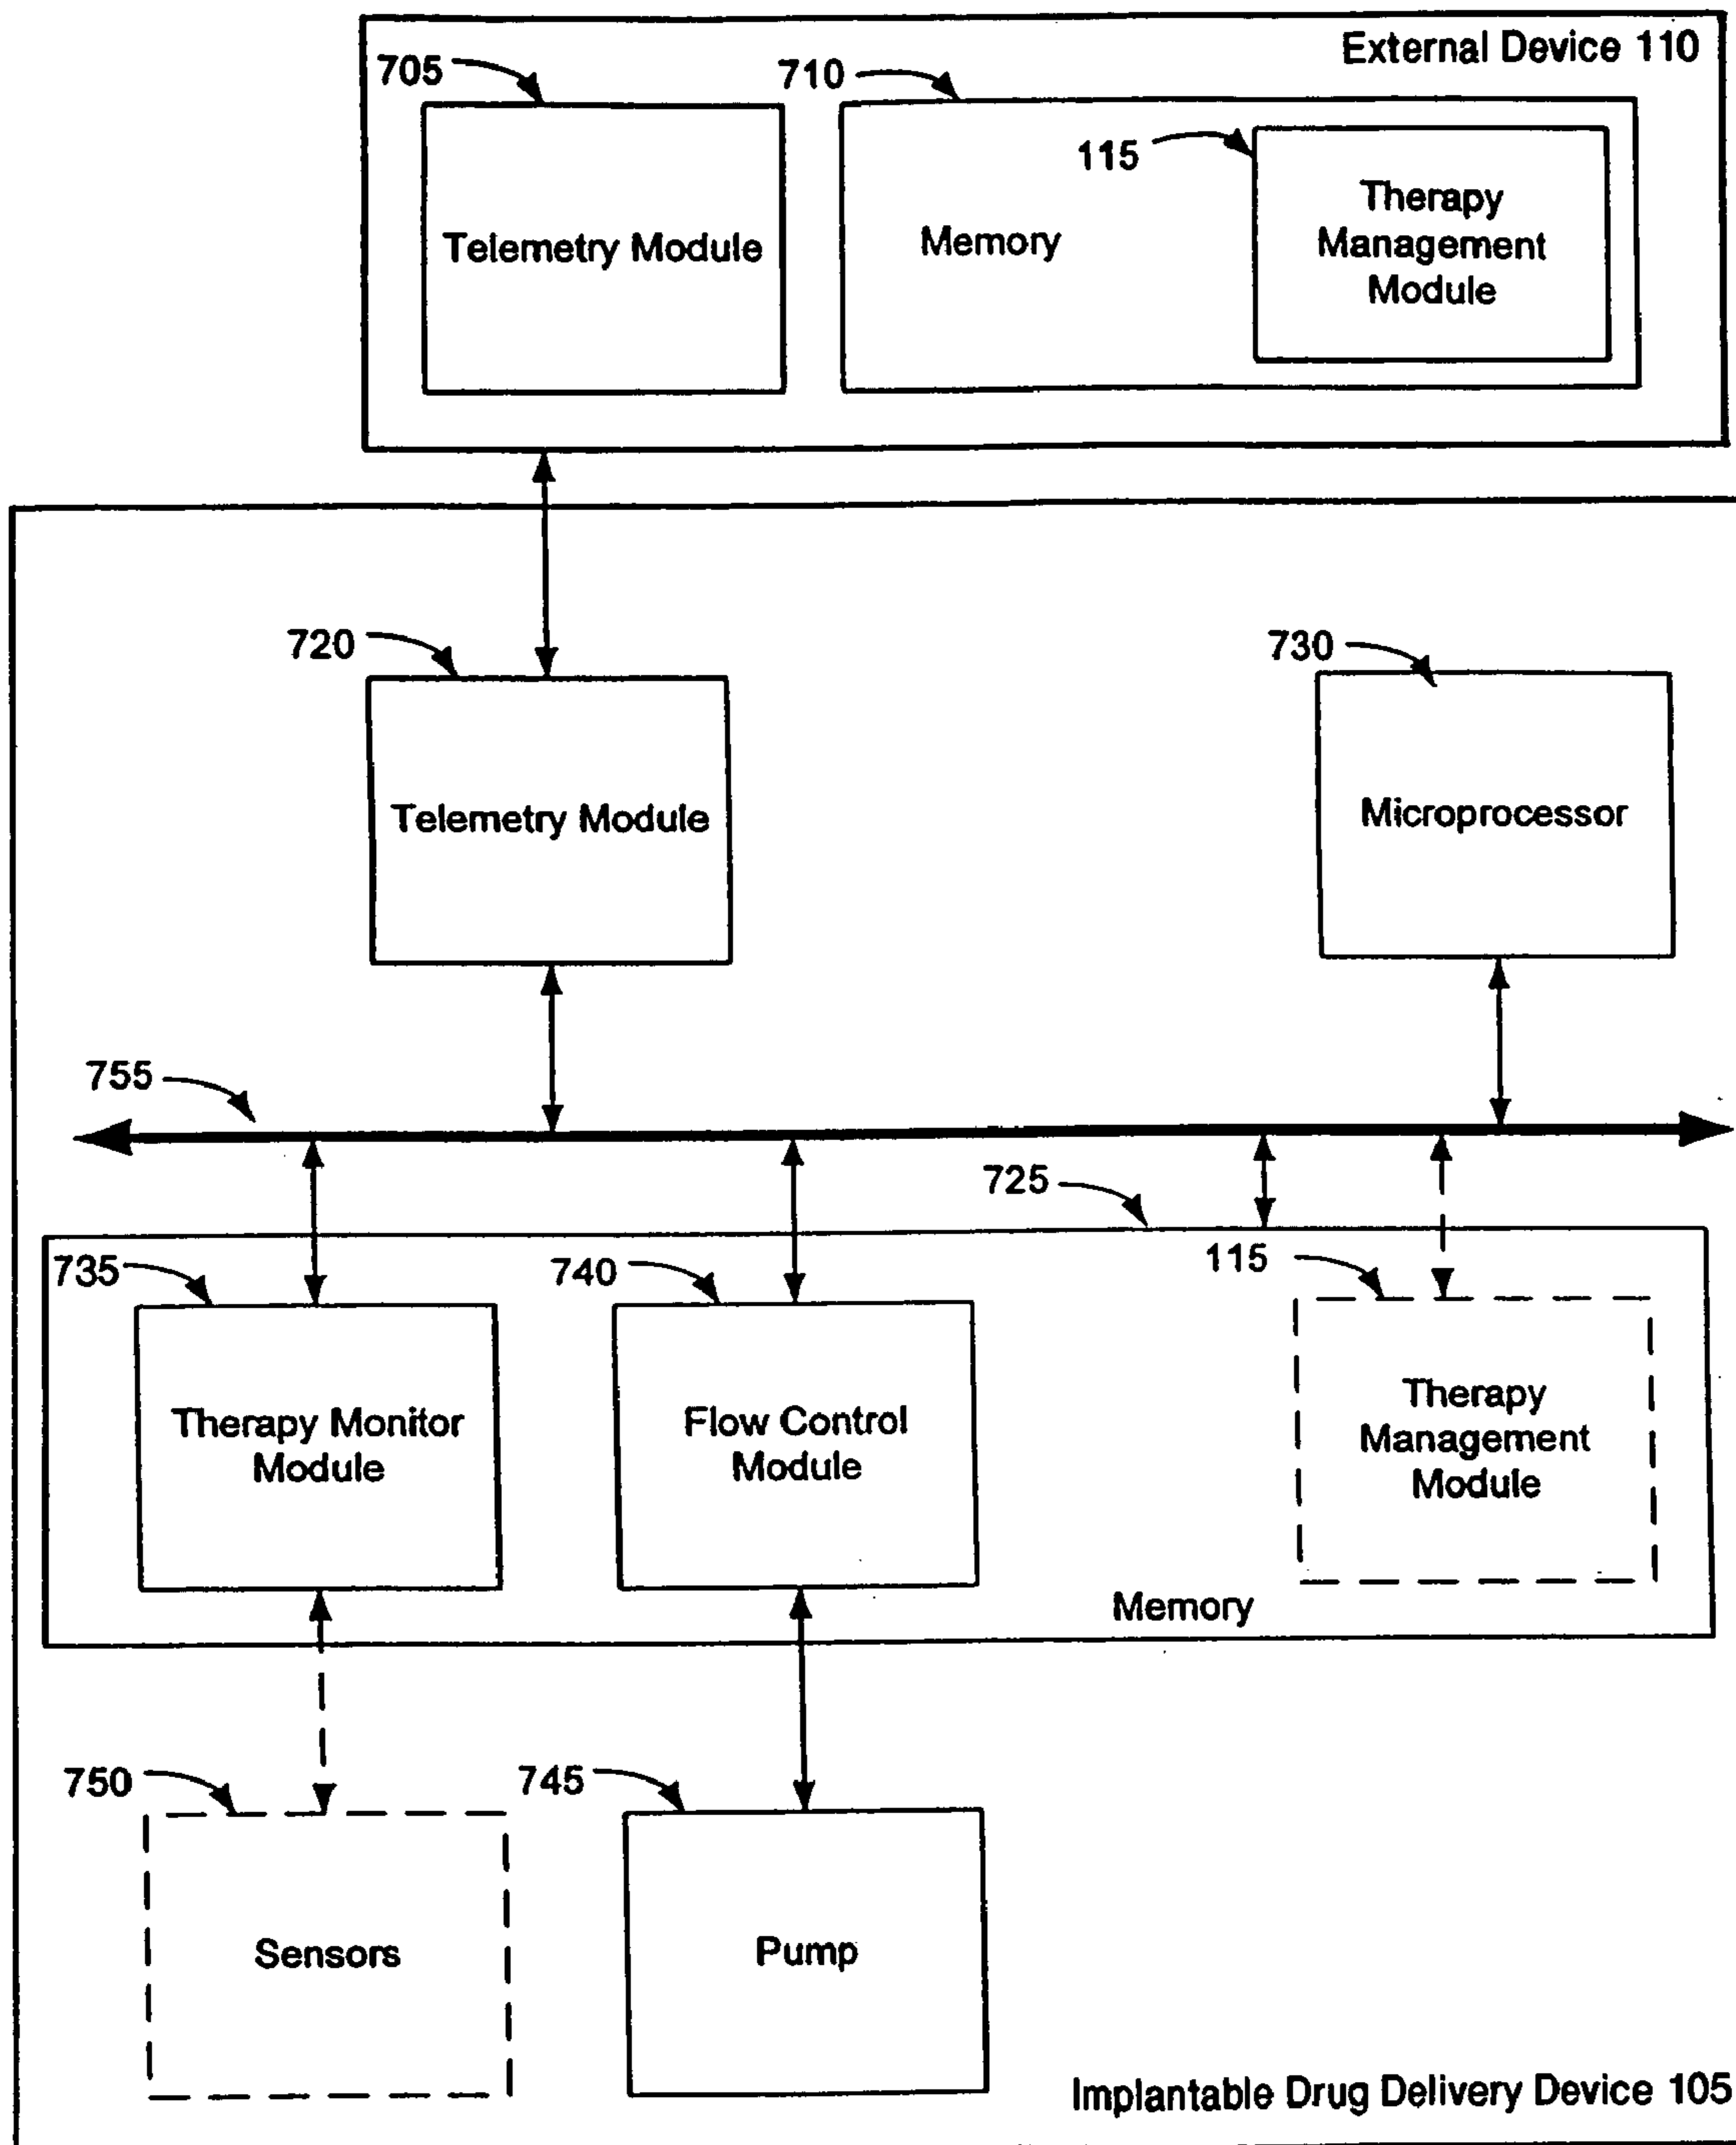 External Device 110
705
710
115
Telemetry Module
Memory
Therapy
Management
Module
720
730
Telemetry Module
Microprocessor
755
725
735
740
115
Therapy Monitor
Module
Flow Control
Module
Therapy
Management
Module
Memory
750
745
Sensors
Pump
Implantable Drug Delivery Device 105